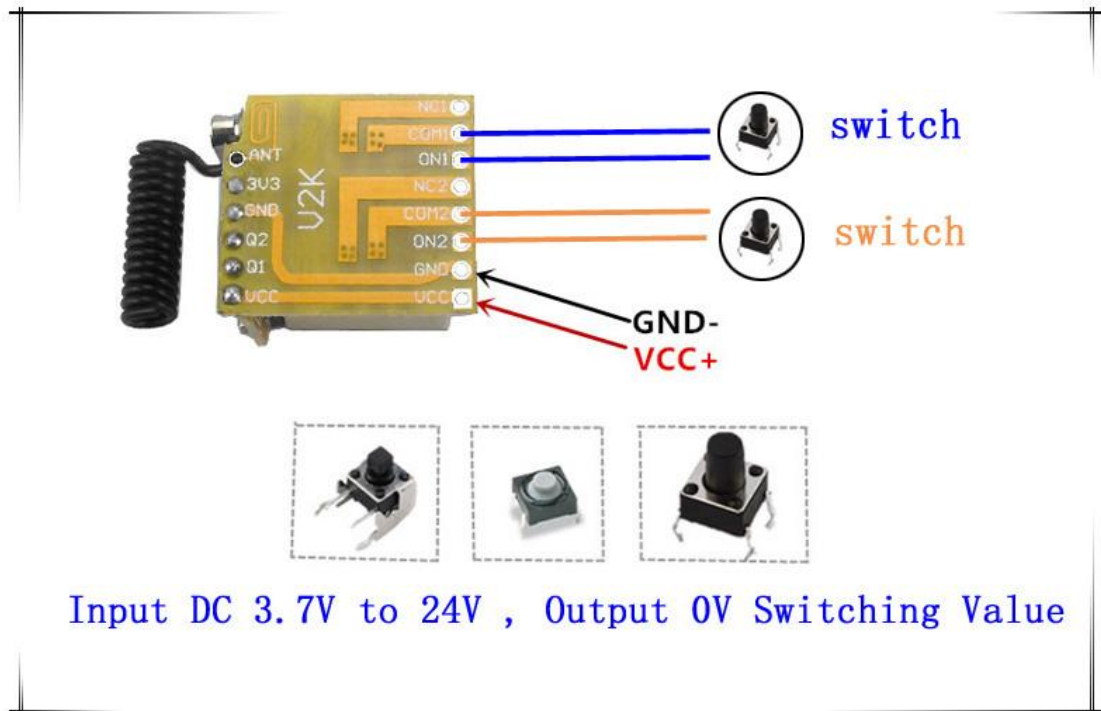 NC1
COM1
ON1
NC2
COM2
ON2
GND
VCC
ANT
3V3
GND
Q2
Q1
VCC
V2K
switch
switch
GND-
VCC+
Input DC 3.7V to 24V , Output 0V Switching Value